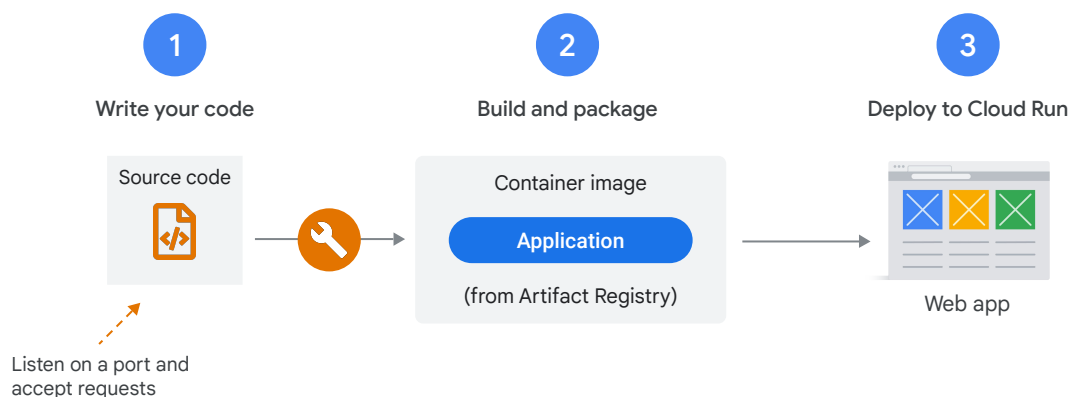 1
2
3
Write your code
Build and package
Deploy to Cloud Run
Source code
</>
Container image
Application
(from Artifact Registry)
Web app
Listen on a port and
accept requests